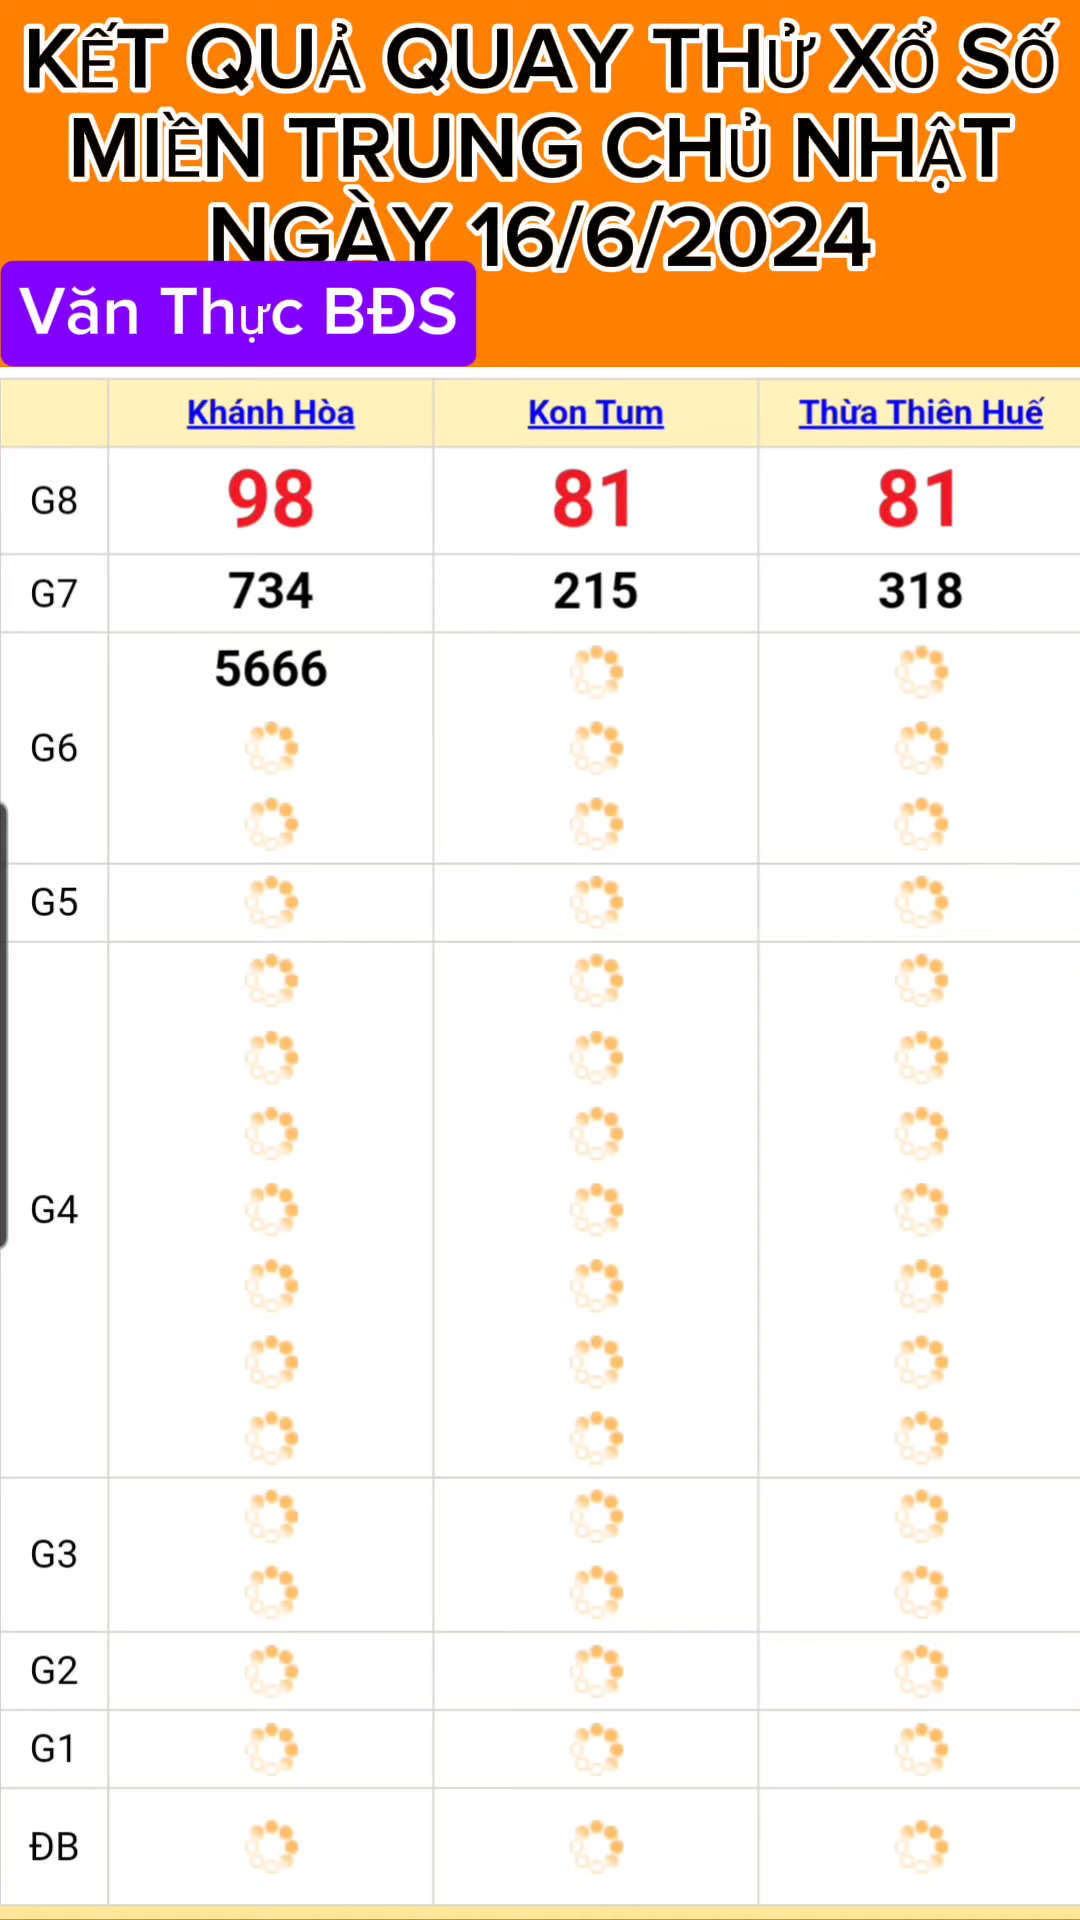 KẾT QUẢ QUAY THỬ XỔ SỐ
MIỀN TRUNG CHỦ NHẬT
NGÀY 16/6/2024
Văn Thực BĐS
Khánh Hòa Kon Tum Thừa Thiên Huế
G8 98 81 81
G7 734 215 318
5666
G6
G5
G4
G3
G2
G1
ĐB